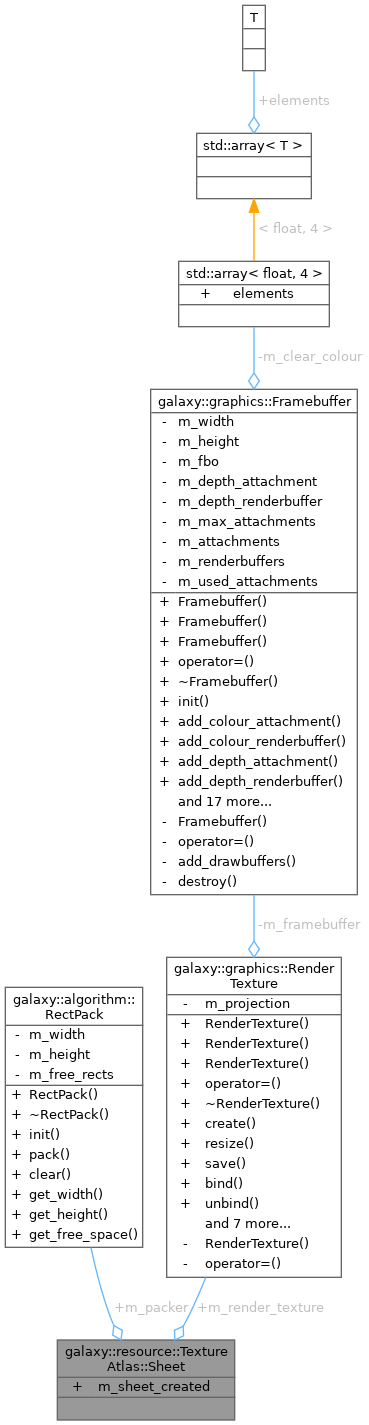 T
+elements
std::array< T >
< float, 4 >
std::array< float, 4 >
+ elements
-m_clear_colour
galaxy::graphics::Framebuffer
- m_width
- m_height
- m_fbo
- m_depth_attachment
- m_depth_renderbuffer
- m_max_attachments
- m_attachments
- m_renderbuffers
- m_used_attachments
+ Framebuffer()
+ Framebuffer()
+ Framebuffer()
+ operator=()
+ ~Framebuffer()
+ init()
+ add_colour_attachment()
+ add_colour_renderbuffer()
+ add_depth_attachment()
+ add_depth_renderbuffer()
and 17 more...
- Framebuffer()
- operator=()
- add_drawbuffers()
- destroy()
-m_framebuffer
galaxy::graphics::Render
Texture
- m_projection
+ RenderTexture()
+ RenderTexture()
+ RenderTexture()
+ operator=()
+ ~RenderTexture()
+ create()
+ resize()
+ save()
+ bind()
+ unbind()
and 7 more...
- RenderTexture()
- operator=()
galaxy::algorithm::
RectPack
- m_width
- m_height
- m_free_rects
+ RectPack()
+ ~RectPack()
+ init()
+ pack()
+ clear()
+ get_width()
+ get_height()
+ get_free_space()
+m_packer
+m_render_texture
galaxy::resource::Texture
Atlas::Sheet
+ m_sheet_created